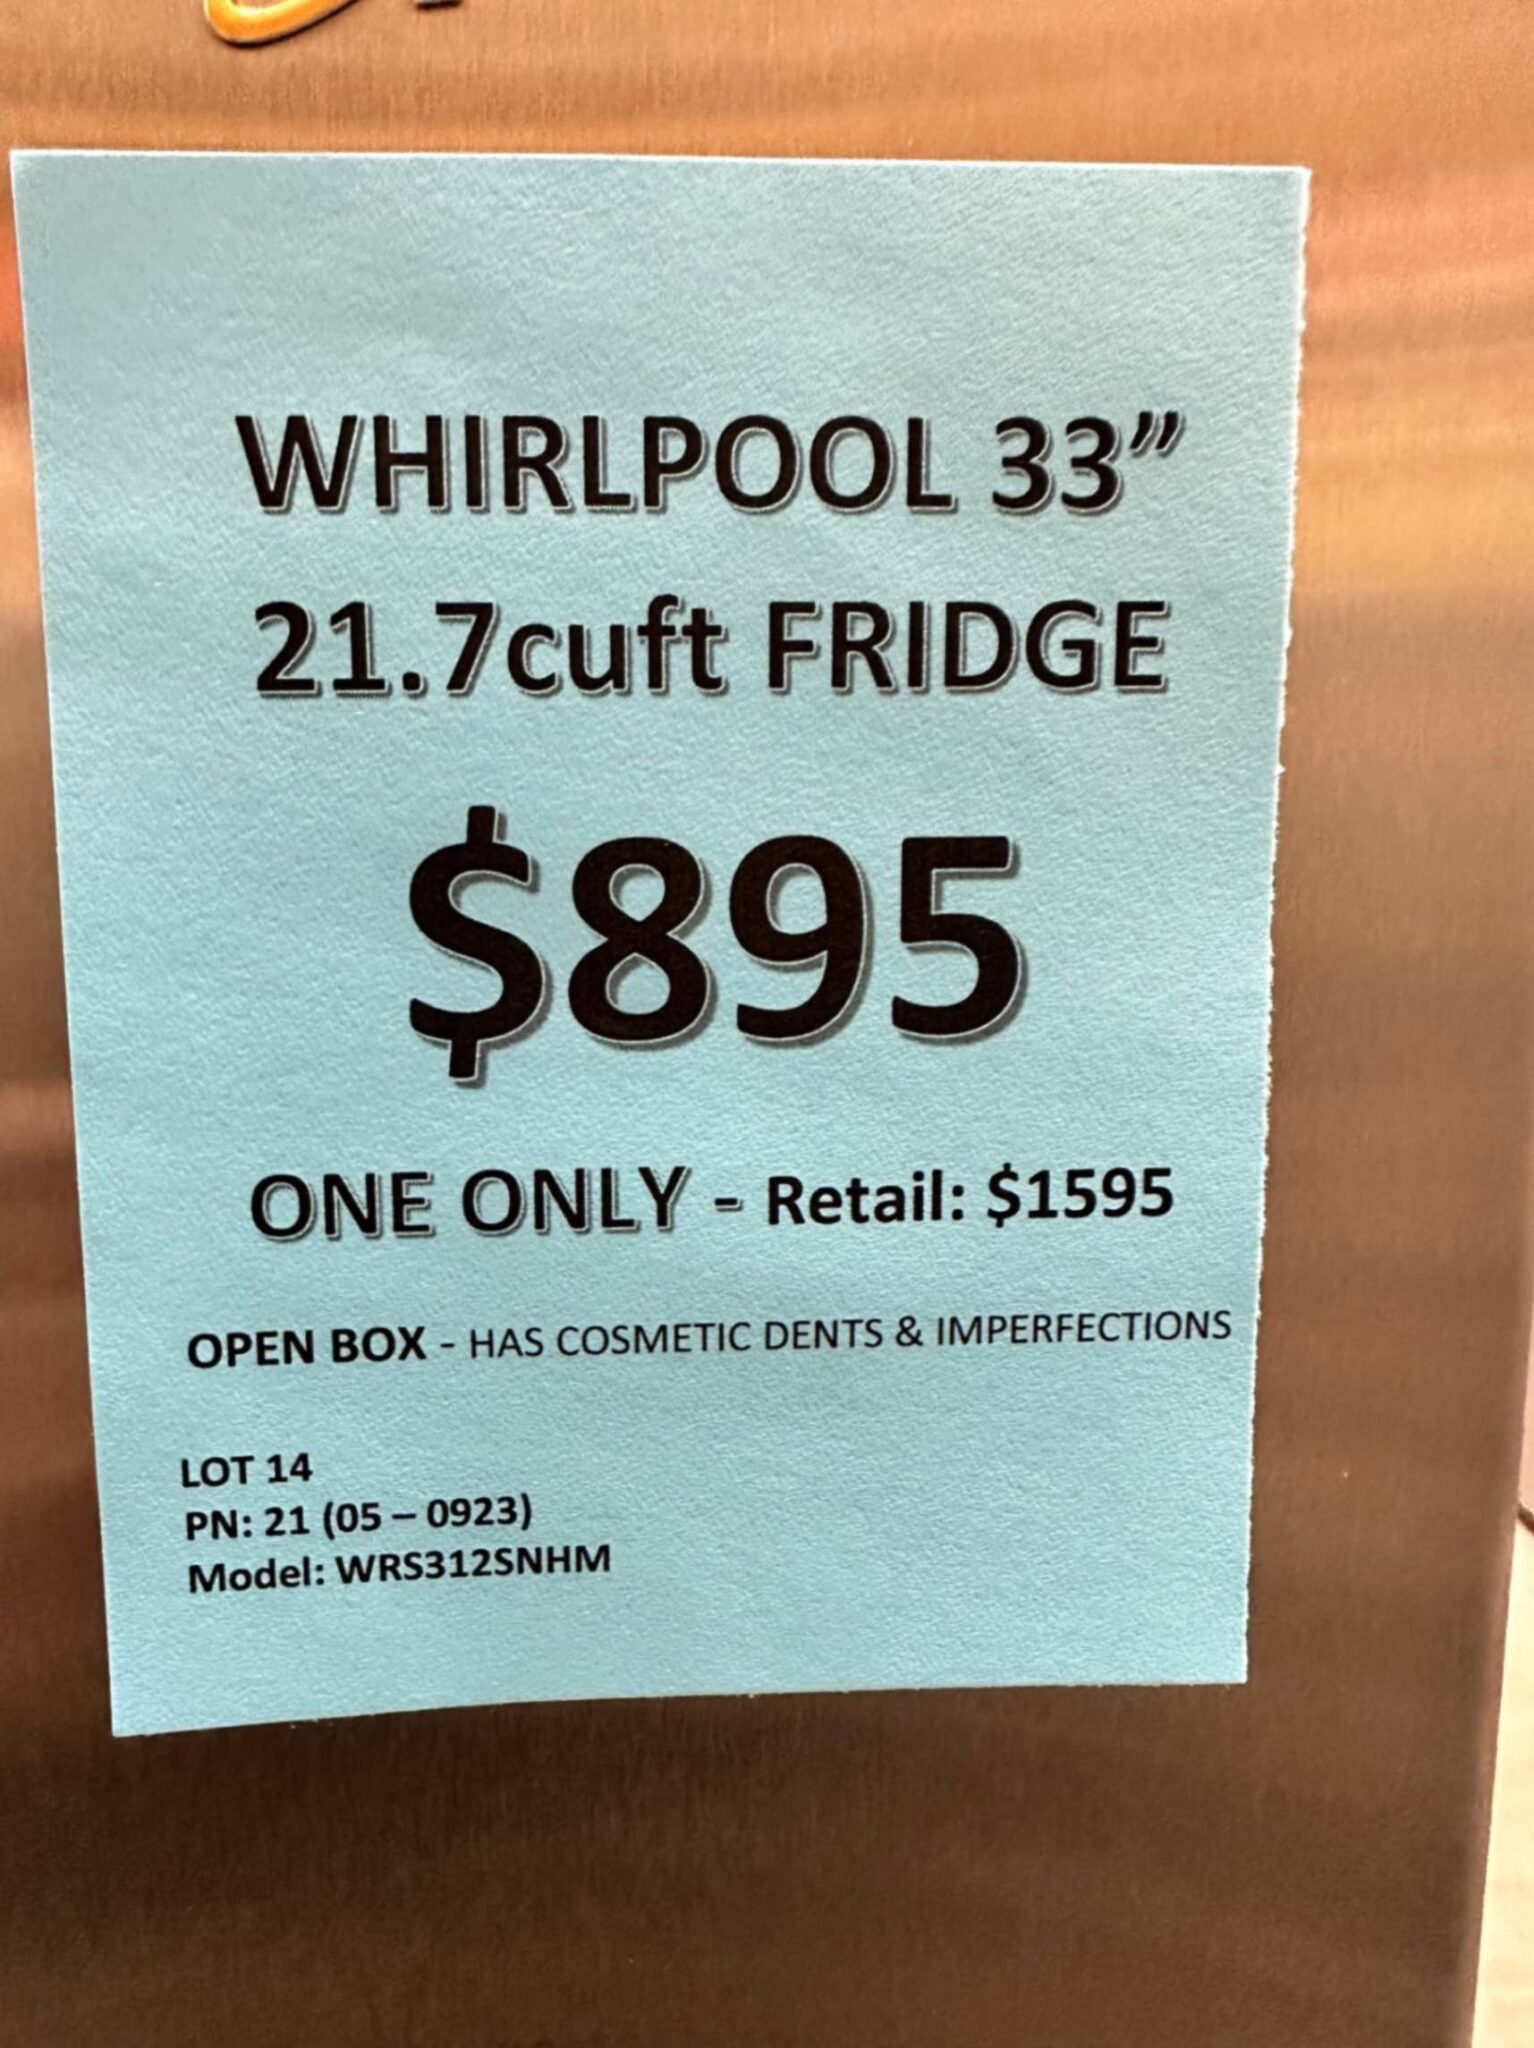 WHIRLPOOL 33”
21.7cuft FRIDGE
$895
ONE ONLY - Retail: $1595
OPEN BOX - HAS COSMETIC DENTS & IMPERFECTIONS
LOT 14
PN: 21 (05 – 0923)
Model: WRS312SNHM